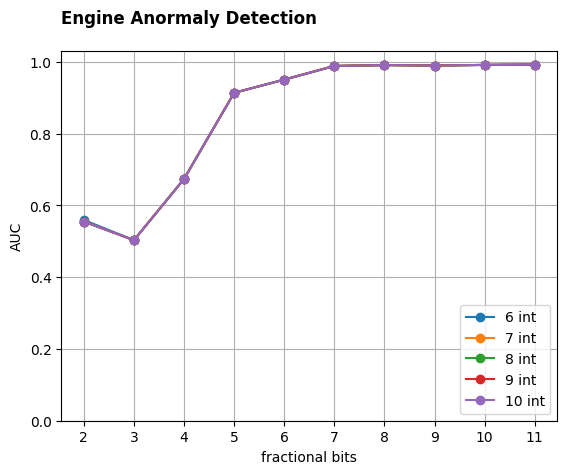 Engine Anormaly Detection
1.0
0.8
0.6
0.4
0.2
0.0
AUC
2 3 4 5 6 7 8 9 10 11
fractional bits
6 int
7 int
8 int
9 int
10 int